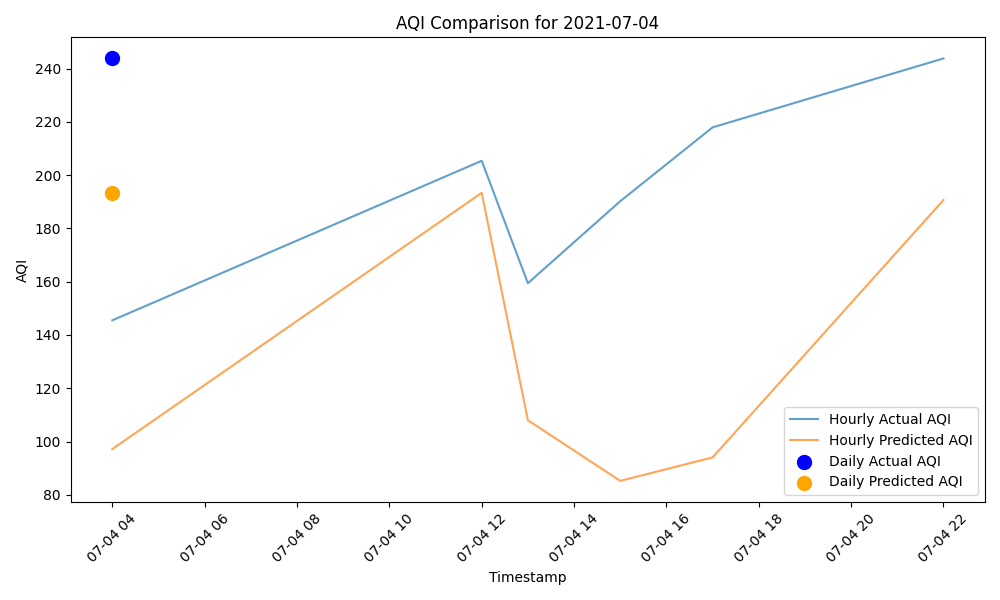 AQI Comparison for 2021-07-04
AQI
240
220
200
180
160
140
120
100
80
Hourly Actual AQI
Hourly Predicted AQI
Daily Actual AQI
Daily Predicted AQI
07-04 04
07-04 06
07-04 08
07-04 10
07-04 12
07-04 14
07-04 16
07-04 18
07-04 20
07-04 22
Timestamp